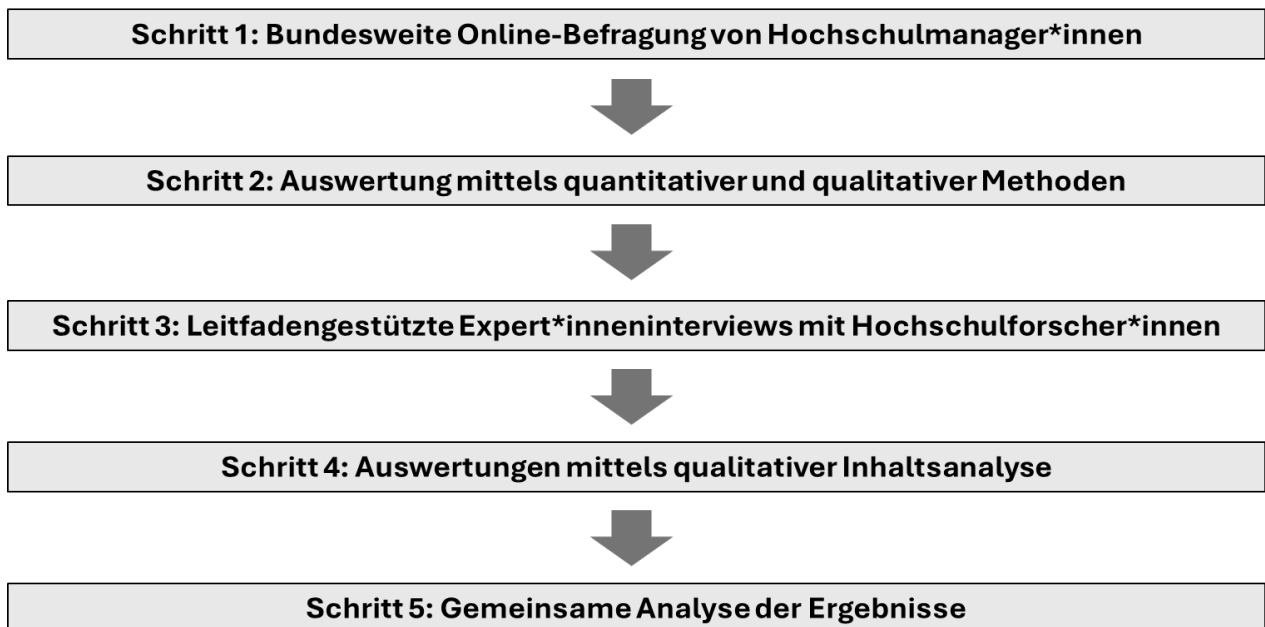 Schritt 1: Bundesweite Online-Befragung von Hochschulmanager*innen
Schritt 2: Auswertung mittels quantitativer und qualitativer Methoden
Schritt 3: Leitfadengestützte Expert*inneninterviews mit Hochschulforscher*innen
Schritt 4: Auswertungen mittels qualitativer Inhaltsanalyse
Schritt 5: Gemeinsame Analyse der Ergebnisse